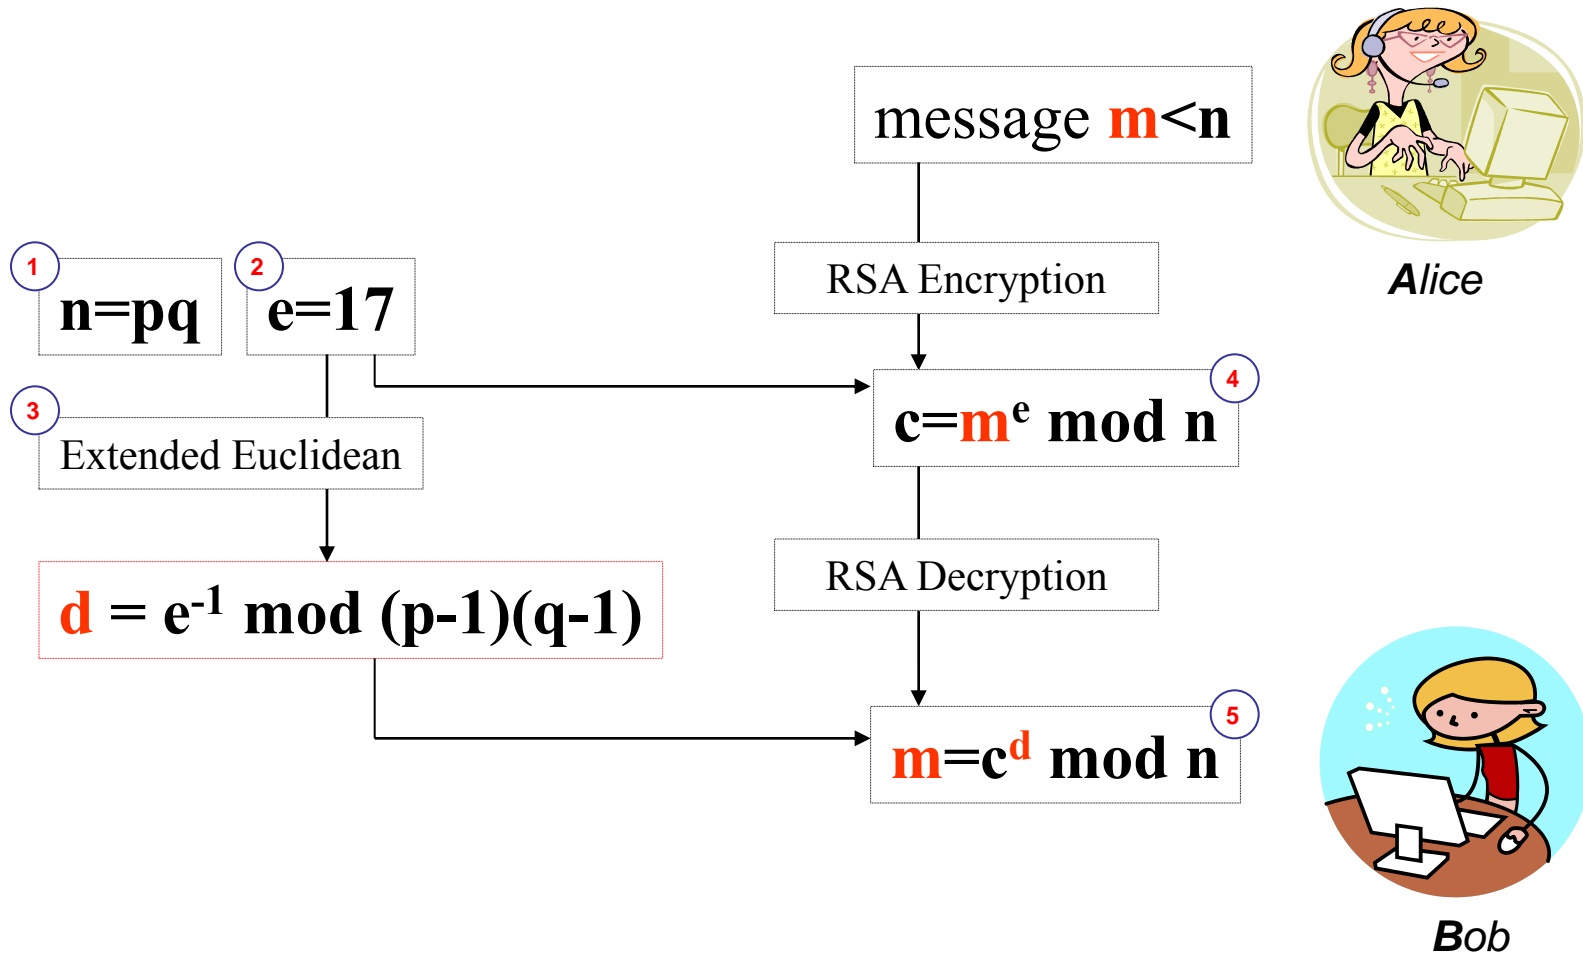 message m<n
Alice
1
n=pq
2
e=17
RSA Encryption
3
Extended Euclidean
4
c=mᵉ mod n
d = e⁻¹ mod (p-1)(q-1)
RSA Decryption
5
m=cᵈ mod n
Bob